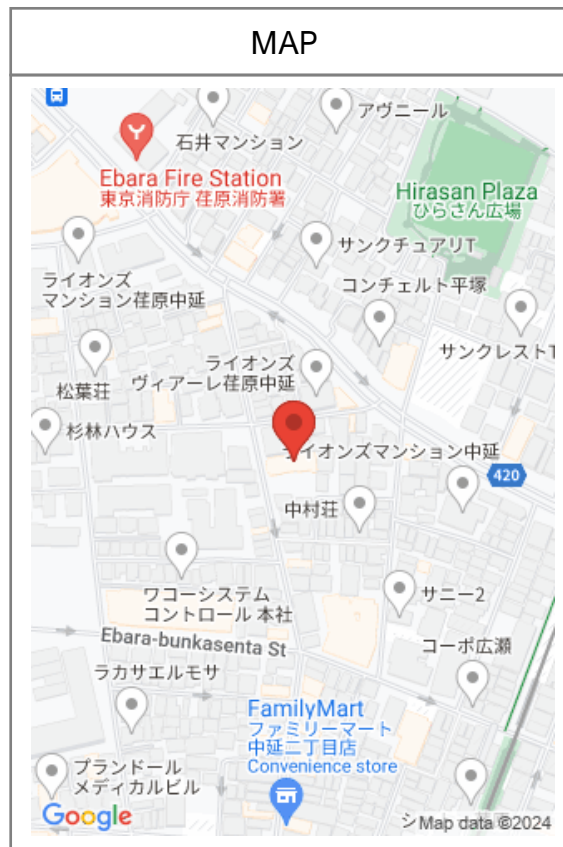 MAP
アヴニール
石井マンション
Ebara Fire Station
東京消防庁 荏原消防署
Hirasan Plaza
ひらさん広場
サンクチュアリT
ライオンズ
マンション荏原中延
コンチェルト平塚
サンクレストT
ライオンズ
ヴィアーレ荏原中延
松葉荘
杉林ハウス
ライオンズマンション中延
420
中村荘
ワコーシステム
コントロール 本社
サニー2
Ebara-bunkasenta St
コーポ広瀬
ラカサエルモサ
FamilyMart
ファミリーマート
中延二丁目店
Convenience store
プランドール
メディカルビル
Google
シ
Map data ©2024